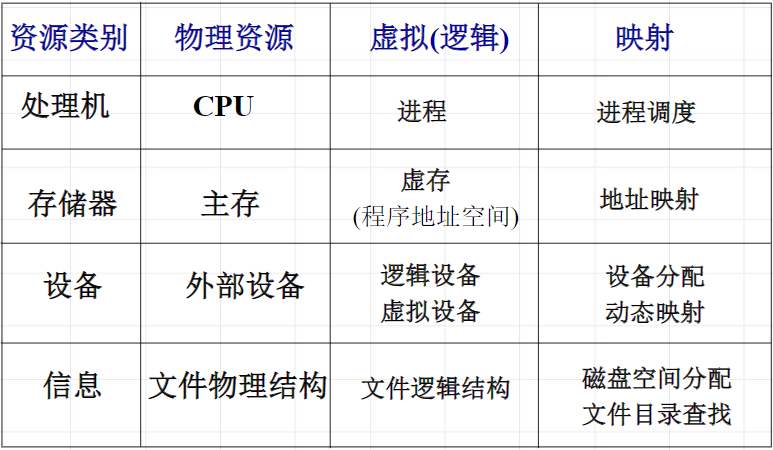 资源类别 物理资源 虚拟(逻辑) 映射
处理机 CPU 进程 进程调度
存储器 主存 虚存 地址映射
(程序地址空间)
设备 外部设备 逻辑设备 设备分配
虚拟设备 动态映射
信息 文件物理结构 文件逻辑结构 磁盘空间分配
文件目录查找